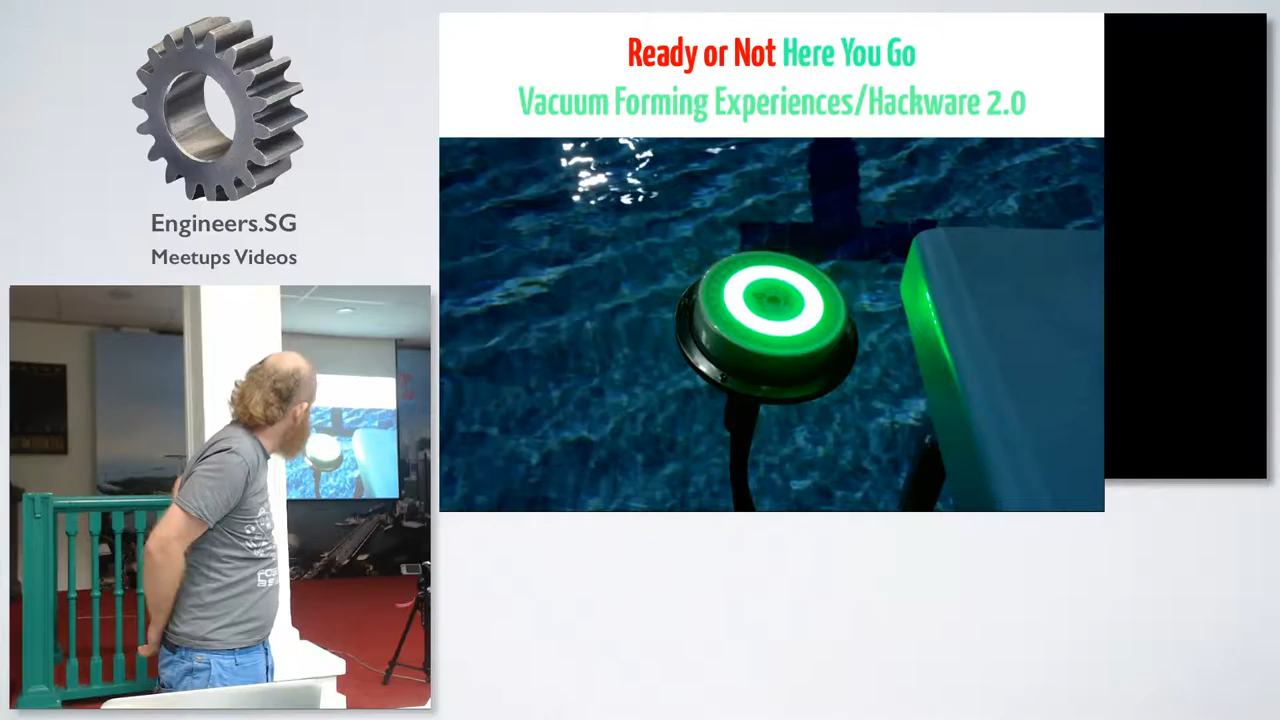 Engineers.SG
Meetups Videos
Ready or Not Here You Go
Vacuum Forming Experiences/Hackware 2.0